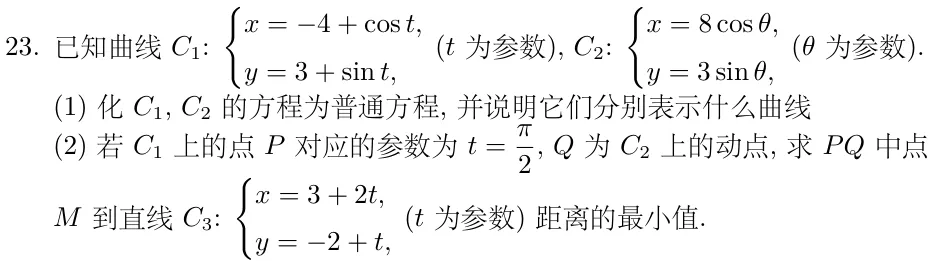 23. 已知曲线 C₁: { x = −4 + cos t, y = 3 + sin t, (t 为参数), C₂: { x = 8 cos θ, y = 3 sin θ, (θ 为参数).
(1) 化 C₁, C₂ 的方程为普通方程, 并说明它们分别表示什么曲线
(2) 若 C₁ 上的点 P 对应的参数为 t = π/2, Q 为 C₂ 上的动点, 求 PQ 中点
M 到直线 C₃: { x = 3 + 2t, y = −2 + t, (t 为参数) 距离的最小值.